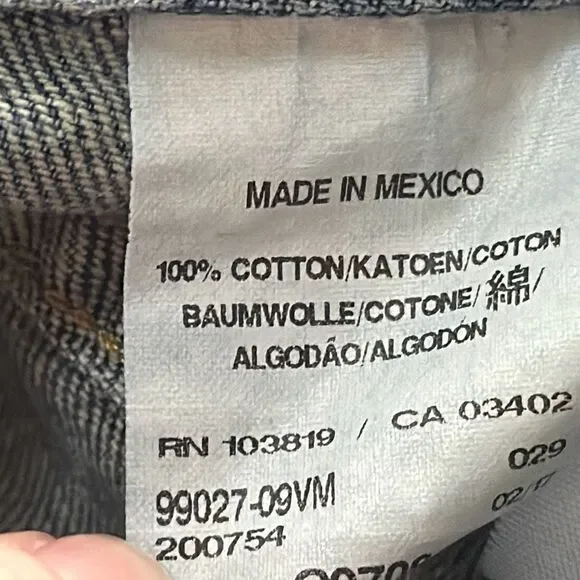 MADE IN MEXICO
100% COTTON/KATOEN/COTON
BAUMWOLLE/COTONE/綿/
ALGODÃO/ALGODÓN
RN 103819 / CA 03402
99027-09VM 029
200754 02/17